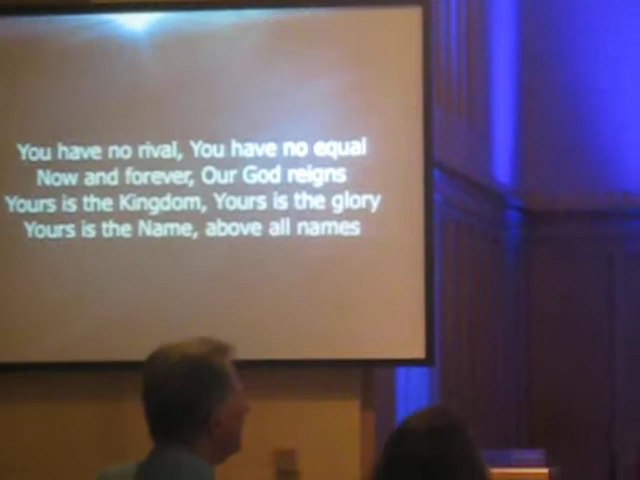 You have no rival, You have no equal
Now and forever, Our God reigns
Yours is the Kingdom, Yours is the glory
Yours is the Name, above all names